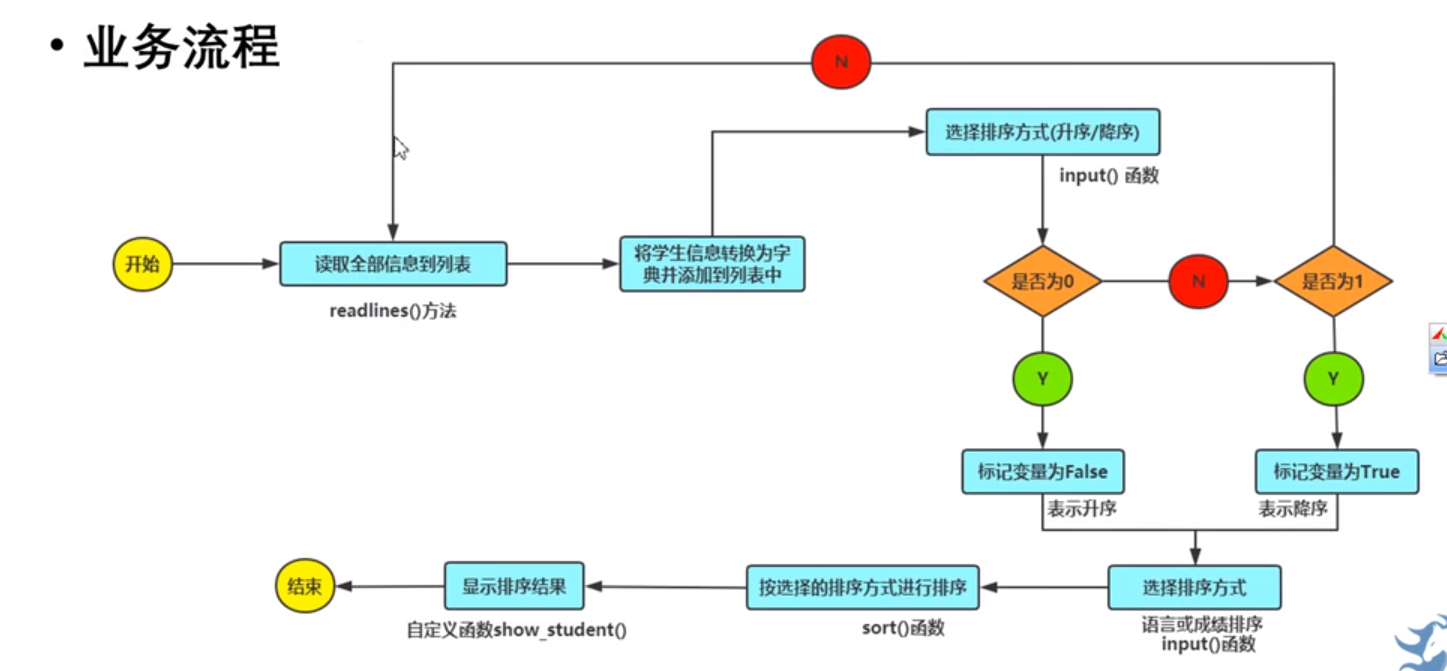 • 业务流程
N
选择排序方式(升序/降序)
input() 函数
开始
读取全部信息到列表
readlines()方法
将学生信息转换为字
典并添加到列表中
是否为0
N
是否为1
Y
Y
标记变量为False
标记变量为True
表示升序
表示降序
结束
显示排序结果
按选择的排序方式进行排序
选择排序方式
自定义函数show_student()
sort()函数
语言或成绩排序
input()函数